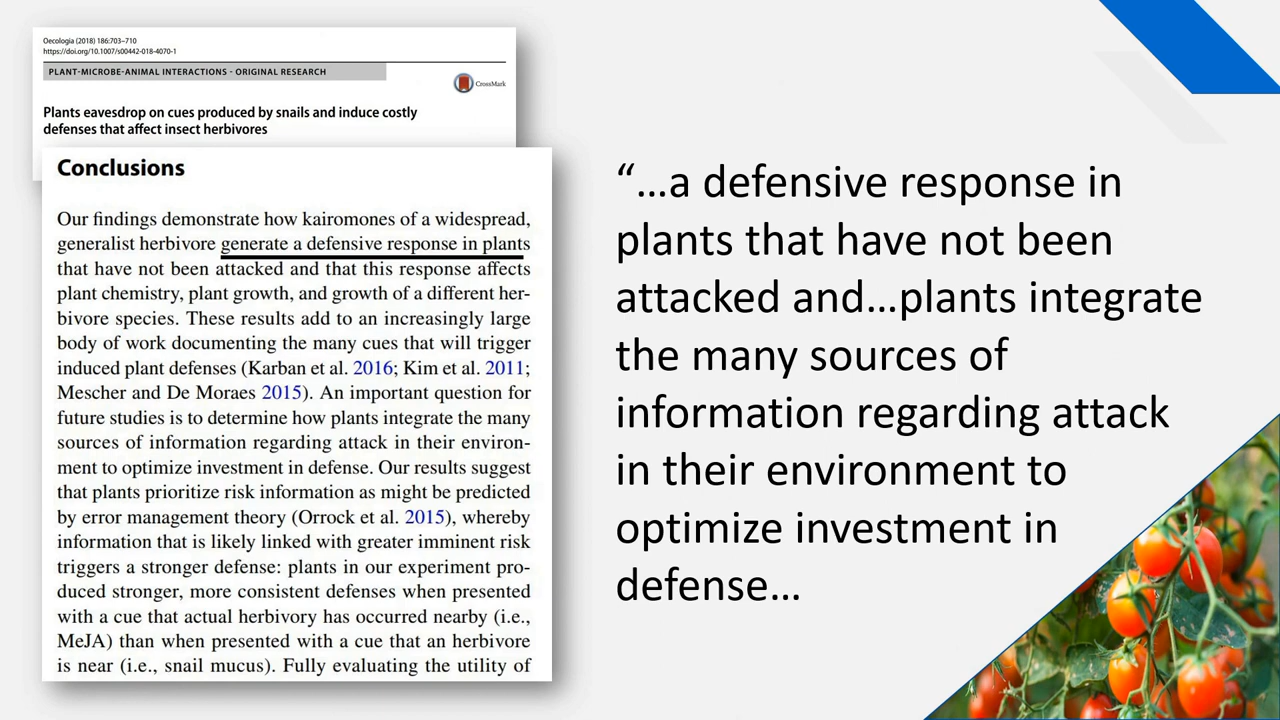 Oecologia (2018) 186:703–710
https://doi.org/10.1007/s00442-018-4070-1
PLANT-MICROBE-ANIMAL INTERACTIONS - ORIGINAL RESEARCH
CrossMark
Plants eavesdrop on cues produced by snails and induce costly
defenses that affect insect herbivores
Conclusions
Our findings demonstrate how kairomones of a widespread,
generalist herbivore generate a defensive response in plants
that have not been attacked and that this response affects
plant chemistry, plant growth, and growth of a different her-
bivore species. These results add to an increasingly large
body of work documenting the many cues that will trigger
induced plant defenses (Karban et al. 2016; Kim et al. 2011;
Mescher and De Moraes 2015). An important question for
future studies is to determine how plants integrate the many
sources of information regarding attack in their environ-
ment to optimize investment in defense. Our results suggest
that plants prioritize risk information as might be predicted
by error management theory (Orrock et al. 2015), whereby
information that is likely linked with greater imminent risk
triggers a stronger defense: plants in our experiment pro-
duced stronger, more consistent defenses when presented
with a cue that actual herbivory has occurred nearby (i.e.,
MeJA) than when presented with a cue that an herbivore
is near (i.e., snail mucus). Fully evaluating the utility of
“…a defensive response in
plants that have not been
attacked and…plants integrate
the many sources of
information regarding attack
in their environment to
optimize investment in
defense…